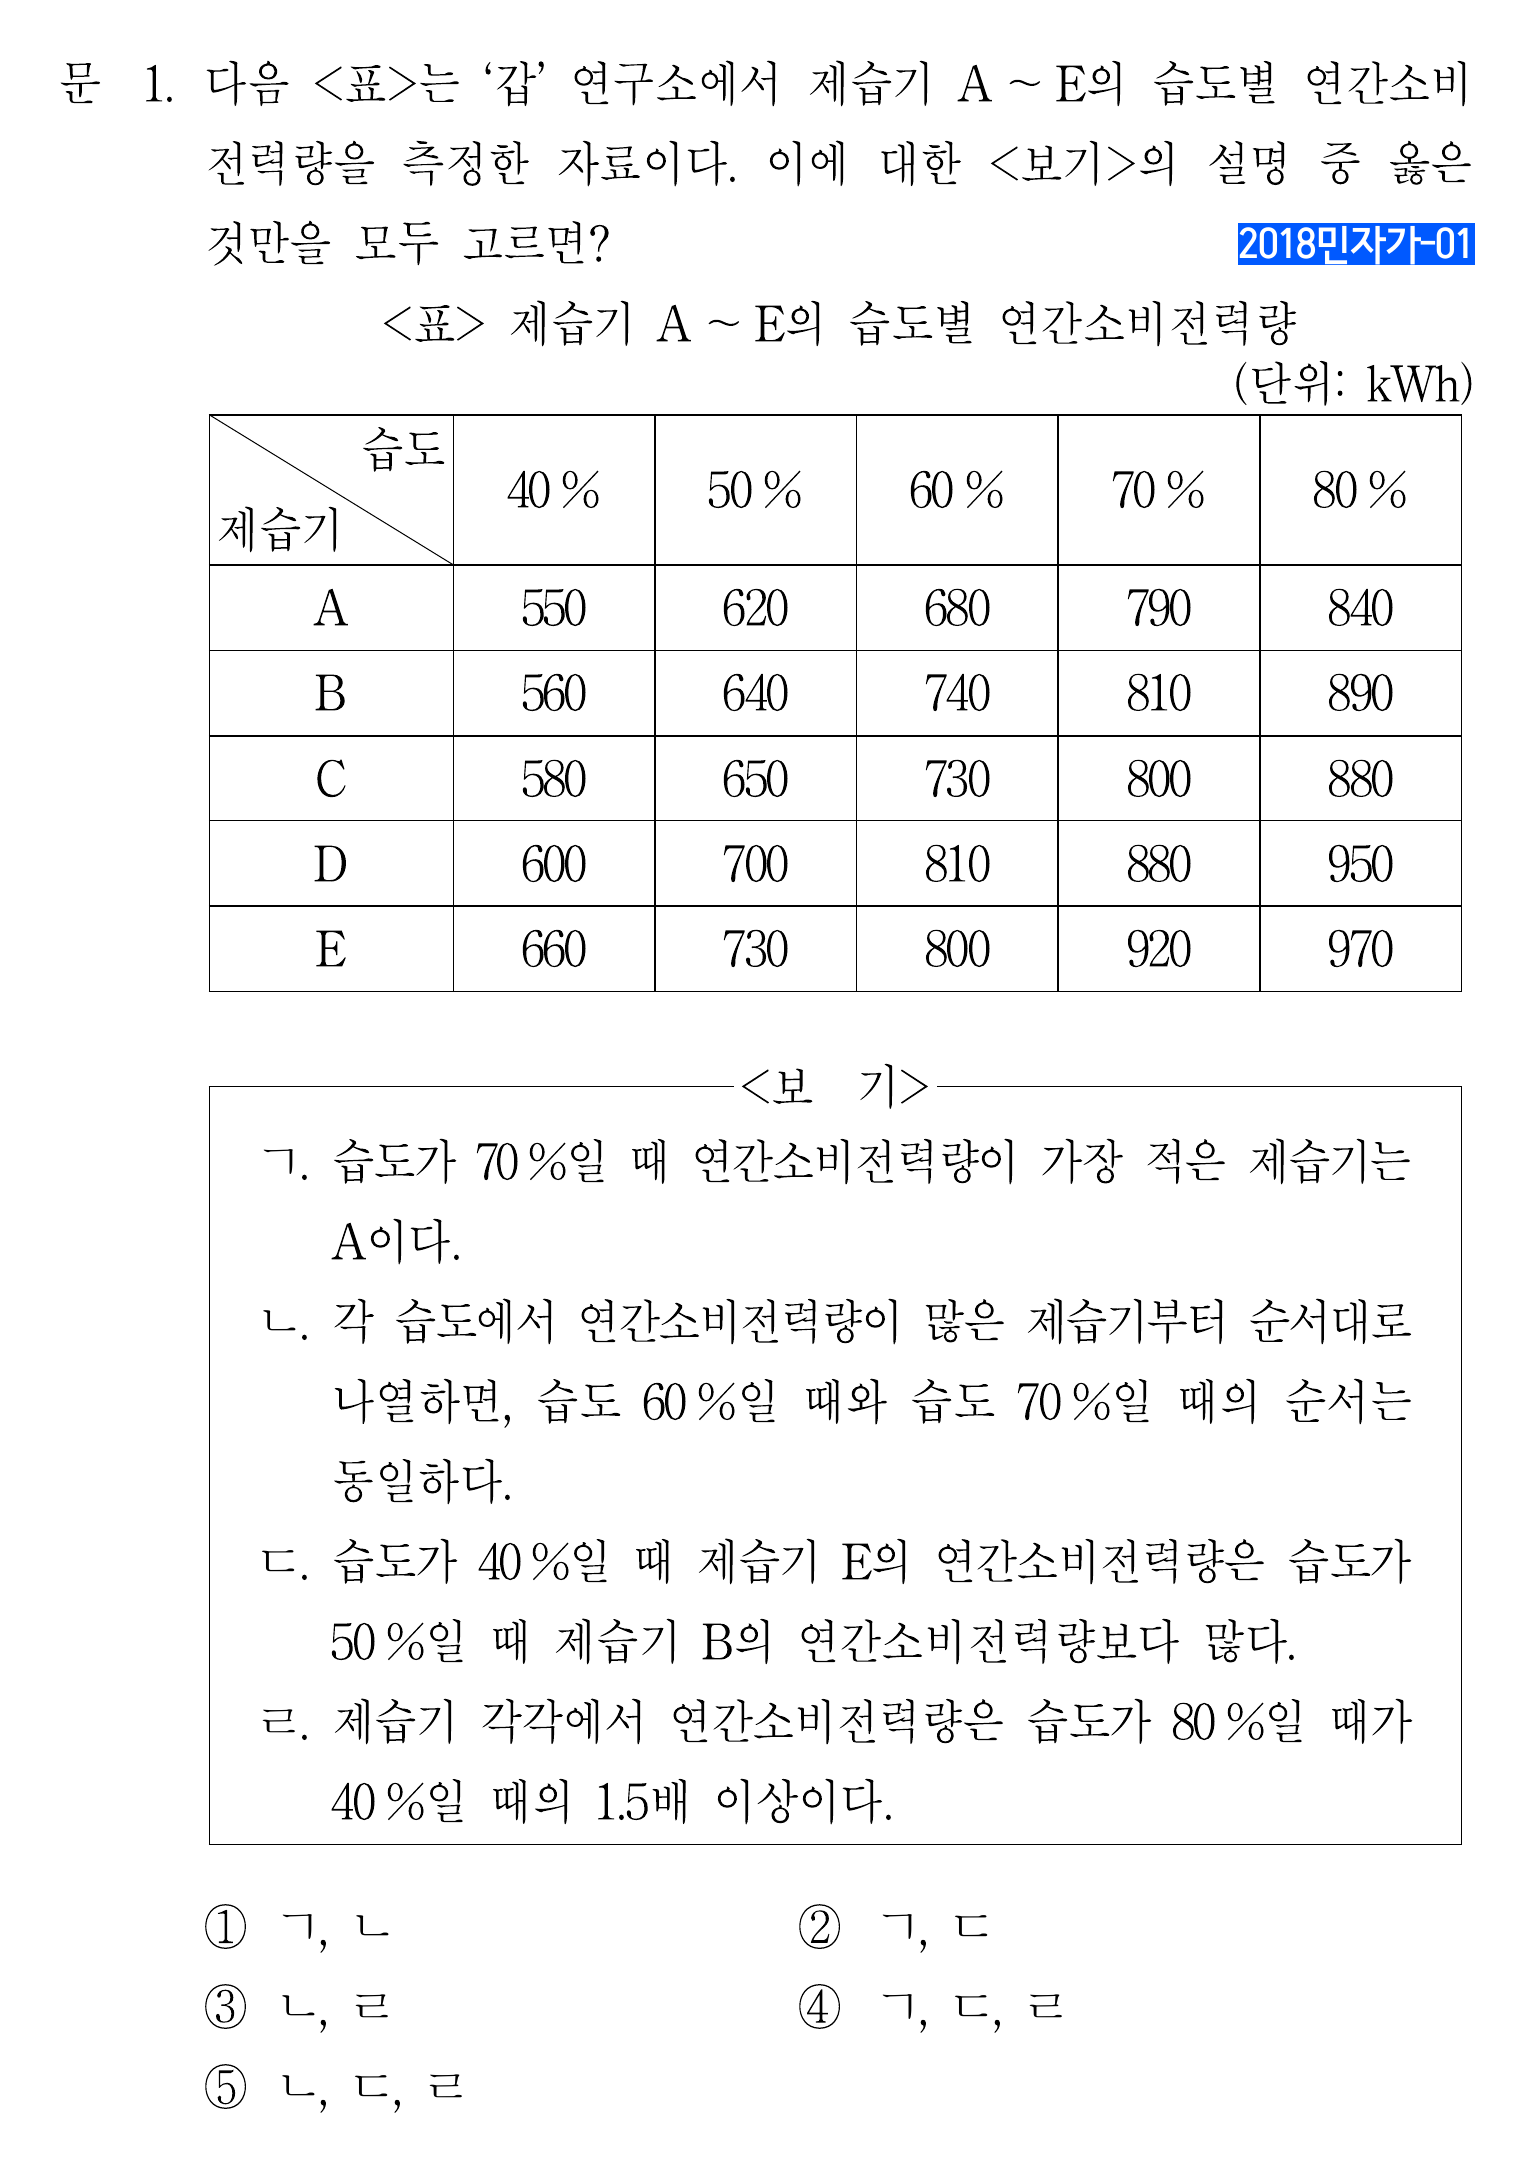 문 1. 다음 <표>는 ‘갑’ 연구소에서 제습기 A ~ E의 습도별 연간소비
전력량을 측정한 자료이다. 이에 대한 <보기>의 설명 중 옳은
것만을 모두 고르면?
2018민자가-01
<표> 제습기 A ~ E의 습도별 연간소비전력량
(단위: kWh)
습도
제습기
40 % 50 % 60 % 70 % 80 %
A 550 620 680 790 840
B 560 640 740 810 890
C 580 650 730 800 880
D 600 700 810 880 950
E 660 730 800 920 970
<보 기>
ㄱ. 습도가 70 %일 때 연간소비전력량이 가장 적은 제습기는
A이다.
ㄴ. 각 습도에서 연간소비전력량이 많은 제습기부터 순서대로
나열하면, 습도 60 %일 때와 습도 70 %일 때의 순서는
동일하다.
ㄷ. 습도가 40 %일 때 제습기 E의 연간소비전력량은 습도가
50 %일 때 제습기 B의 연간소비전력량보다 많다.
ㄹ. 제습기 각각에서 연간소비전력량은 습도가 80 %일 때가
40 %일 때의 1.5배 이상이다.
① ㄱ, ㄴ ② ㄱ, ㄷ
③ ㄴ, ㄹ ④ ㄱ, ㄷ, ㄹ
⑤ ㄴ, ㄷ, ㄹ